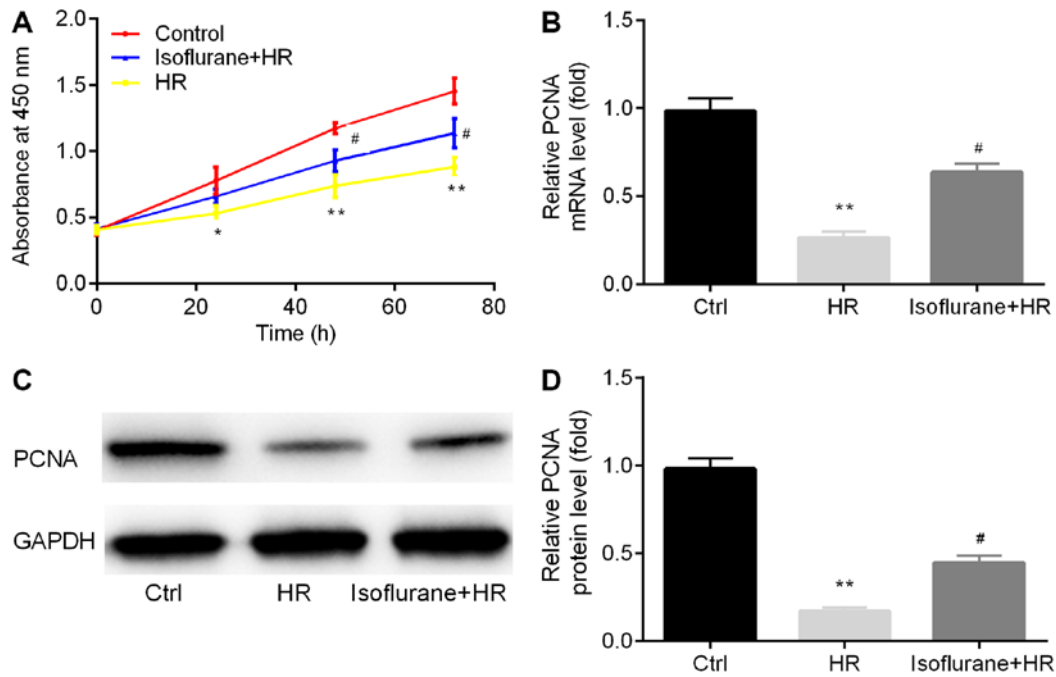 A
Absorbance at 450 nm
2.0
1.5
1.0
0.5
0.0
Control
Isoflurane+HR
HR
#
#
*
**
**
0 20 40 60 80
Time (h)
B
Relative PCNA
mRNA level (fold)
1.5
1.0
0.5
0.0
**
#
Ctrl HR Isoflurane+HR
C
PCNA
GAPDH
Ctrl HR Isoflurane+HR
D
Relative PCNA
protein level (fold)
1.5
1.0
0.5
0.0
**
#
Ctrl HR Isoflurane+HR